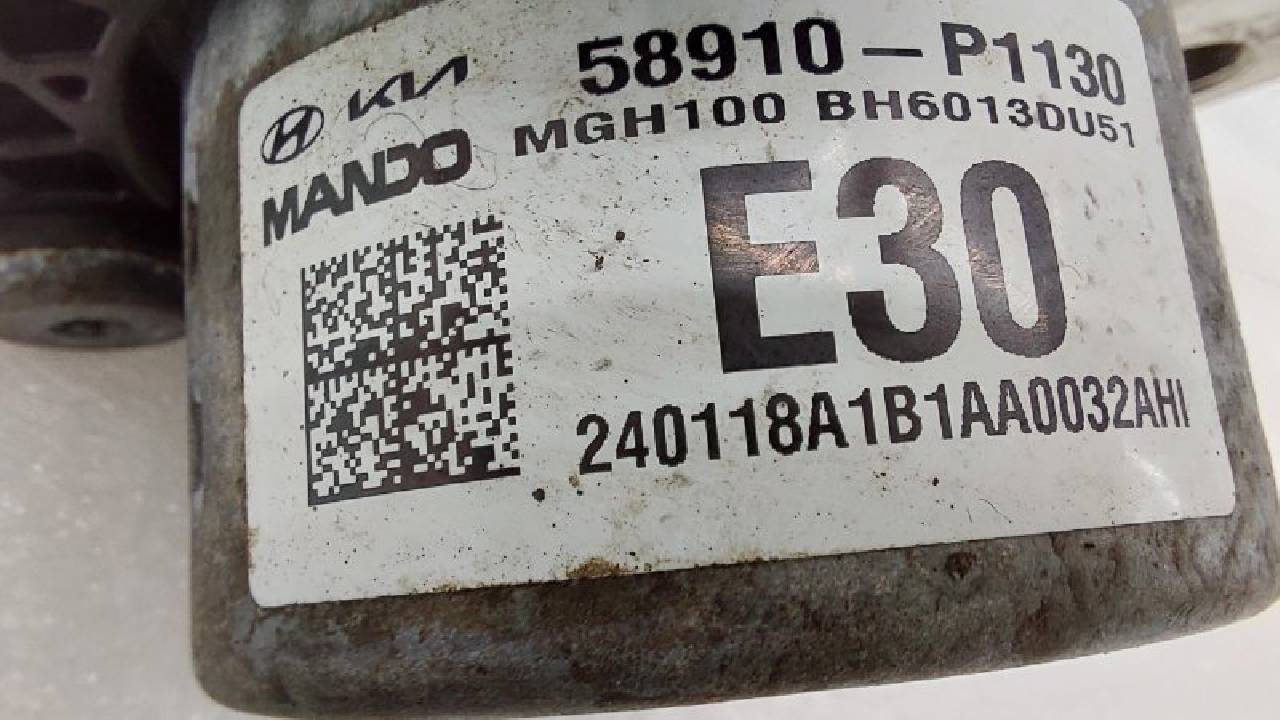 KIA
MANDO
58910-P1130
MGH100 BH6013DU51
E30
240118A1B1AA0032AHI